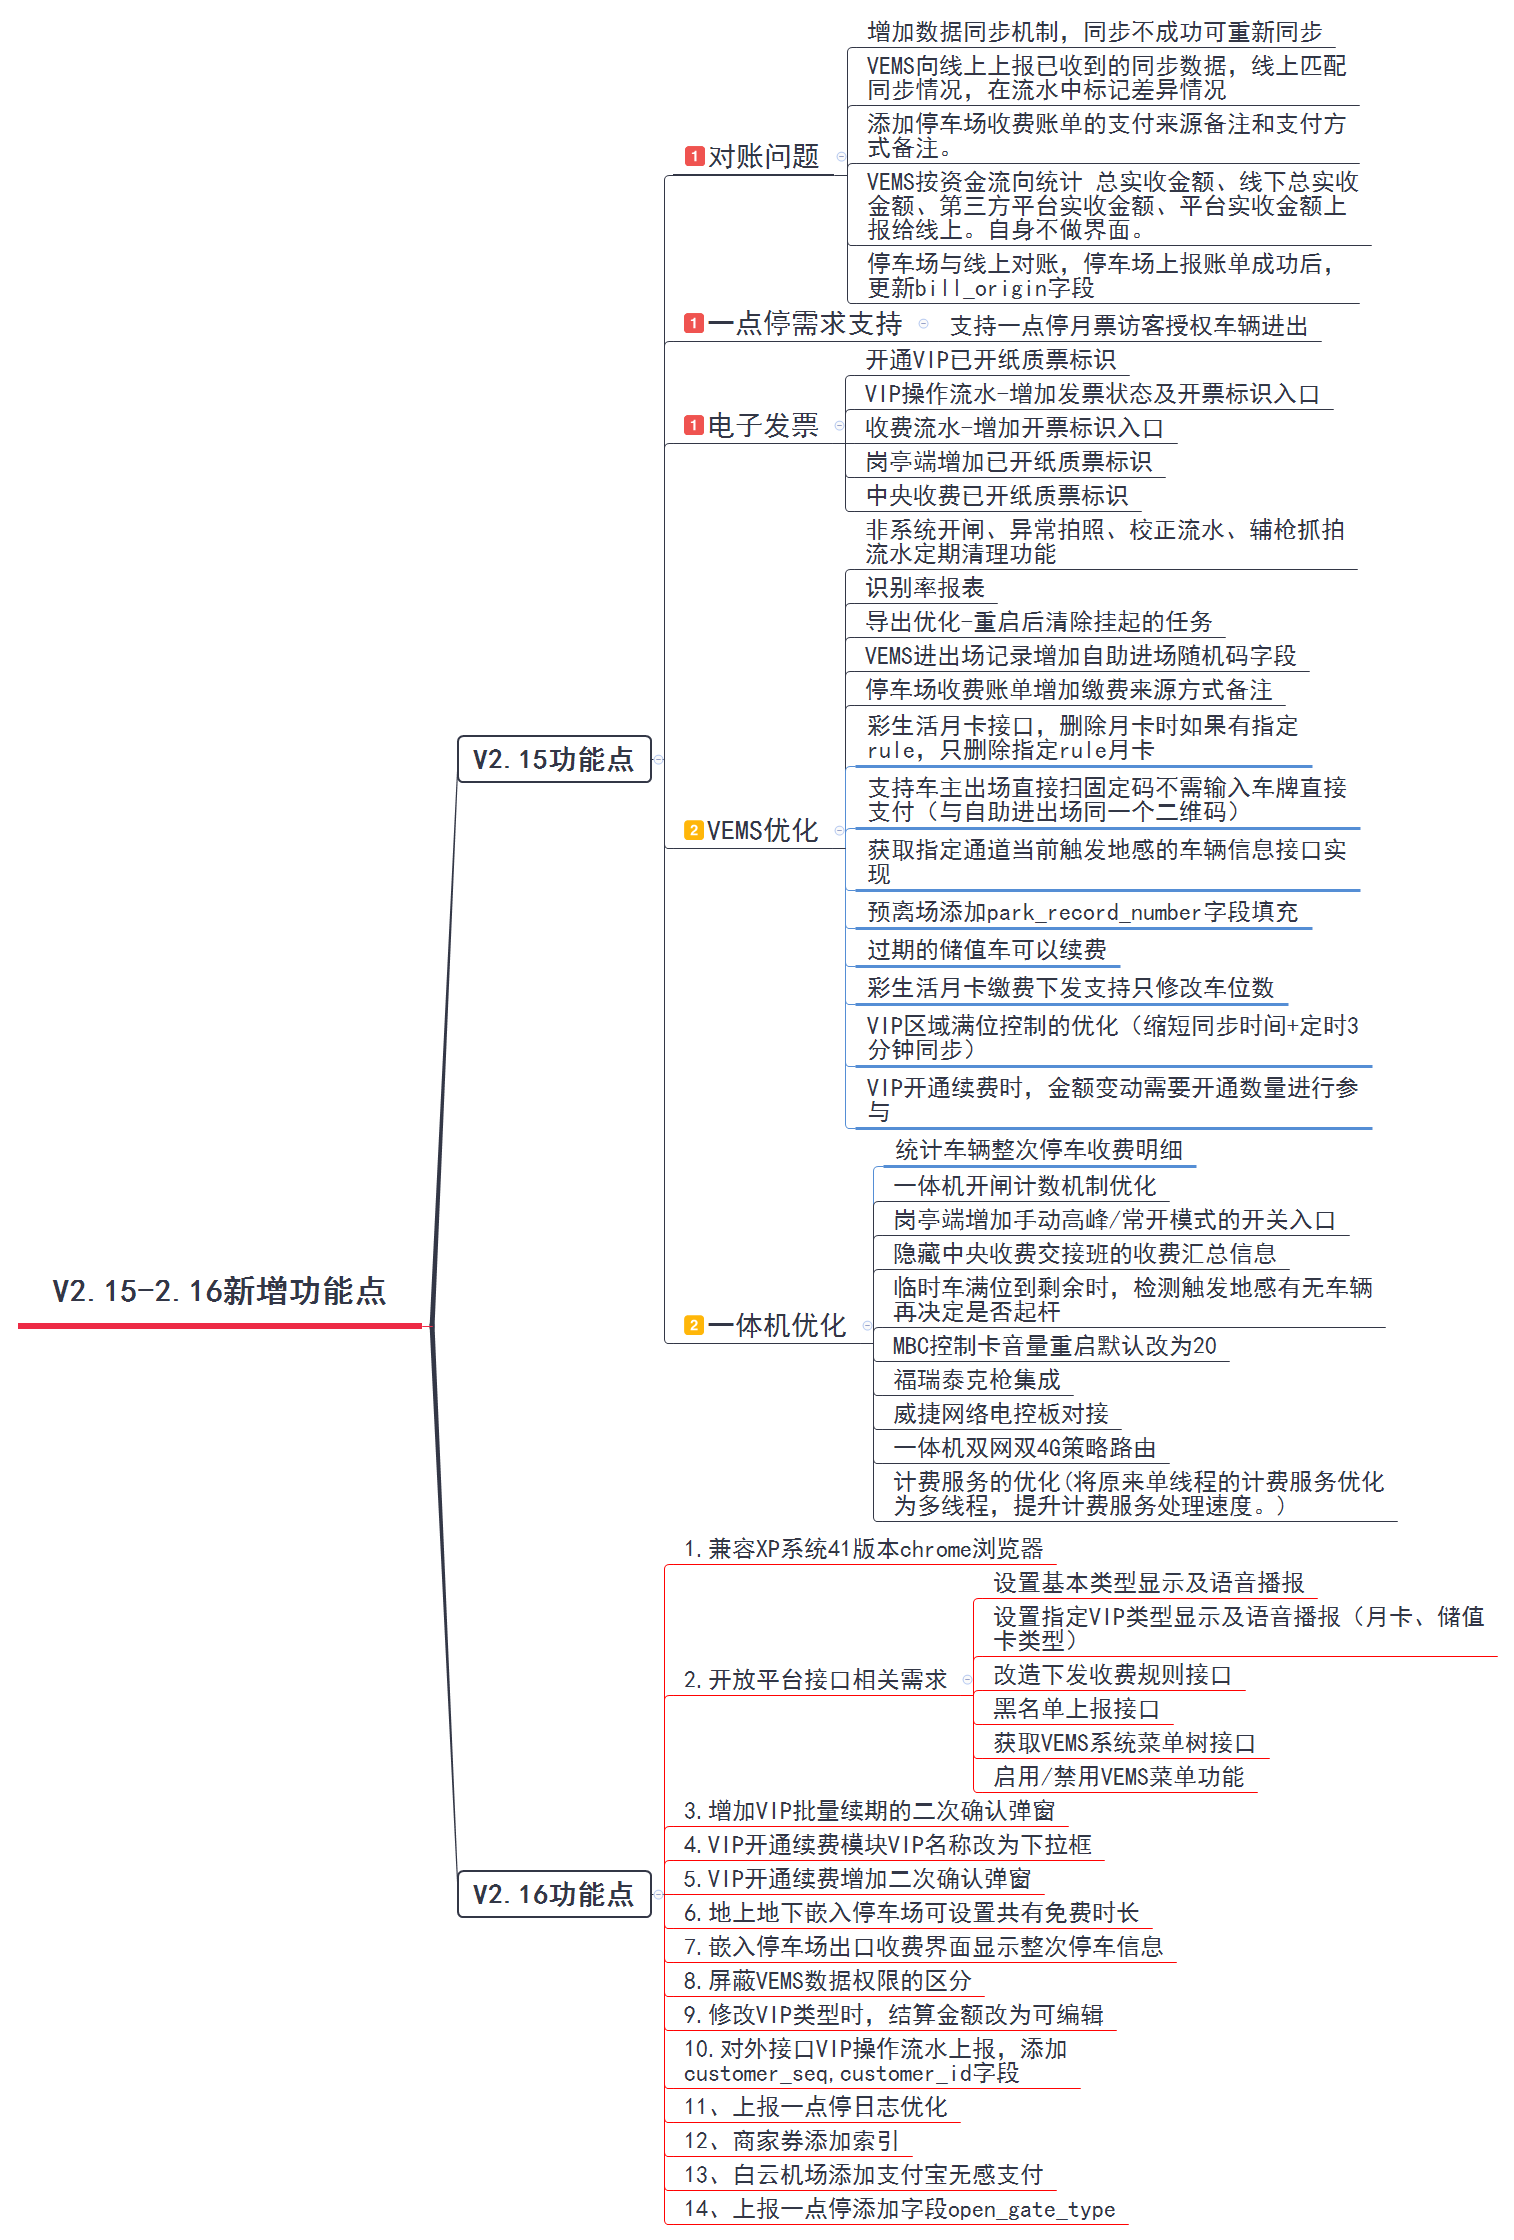 V2.15-2.16新增功能点
V2.15功能点
1 对账问题
增加数据同步机制，同步不成功可重新同步
VEMS向线上上报已收到的同步数据，线上匹配
同步情况，在流水中标记差异情况
添加停车场收费账单的支付来源备注和支付方
式备注。
VEMS按资金流向统计 总实收金额、线下总实收
金额、第三方平台实收金额、平台实收金额上
报给线上。自身不做界面。
停车场与线上对账，停车场上报账单成功后，
更新bill_origin字段
1 一点停需求支持
支持一点停月票访客授权车辆进出
1 电子发票
开通VIP已开纸质票标识
VIP操作流水-增加发票状态及开票标识入口
收费流水-增加开票标识入口
岗亭端增加已开纸质票标识
中央收费已开纸质票标识
2 VEMS优化
非系统开闸、异常拍照、校正流水、辅枪抓拍
流水定期清理功能
识别率报表
导出优化-重启后清除挂起的任务
VEMS进出场记录增加自助进场随机码字段
停车场收费账单增加缴费来源方式备注
彩生活月卡接口，删除月卡时如果有指定
rule，只删除指定rule月卡
支持车主出场直接扫固定码不需输入车牌直接
支付（与自助进出场同一个二维码）
获取指定通道当前触发地感的车辆信息接口实
现
预离场添加park_record_number字段填充
过期的储值车可以续费
彩生活月卡缴费下发支持只修改车位数
VIP区域满位控制的优化（缩短同步时间+定时3
分钟同步）
VIP开通续费时，金额变动需要开通数量进行参
与
2 一体机优化
统计车辆整次停车收费明细
一体机开闸计数机制优化
岗亭端增加手动高峰/常开模式的开关入口
隐藏中央收费交接班的收费汇总信息
临时车满位到剩余时，检测触发地感有无车辆
再决定是否起杆
MBC控制卡音量重启默认改为20
福瑞泰克枪集成
威捷网络电控板对接
一体机双网双4G策略路由
计费服务的优化(将原来单线程的计费服务优化
为多线程，提升计费服务处理速度。)
V2.16功能点
1.兼容XP系统41版本chrome浏览器
2.开放平台接口相关需求
设置基本类型显示及语音播报
设置指定VIP类型显示及语音播报（月卡、储值
卡类型）
改造下发收费规则接口
黑名单上报接口
获取VEMS系统菜单树接口
启用/禁用VEMS菜单功能
3.增加VIP批量续期的二次确认弹窗
4.VIP开通续费模块VIP名称改为下拉框
5.VIP开通续费增加二次确认弹窗
6.地上地下嵌入停车场可设置共有免费时长
7.嵌入停车场出口收费界面显示整次停车信息
8.屏蔽VEMS数据权限的区分
9.修改VIP类型时，结算金额改为可编辑
10.对外接口VIP操作流水上报，添加
customer_seq,customer_id字段
11、上报一点停日志优化
12、商家券添加索引
13、白云机场添加支付宝无感支付
14、上报一点停添加字段open_gate_type